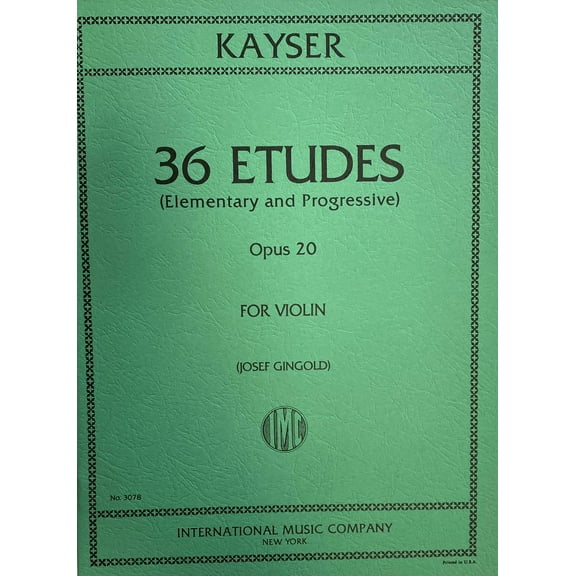 KAYSER
36 ETUDES
(Elementary and Progressive)
Opus 20
FOR VIOLIN
(JOSEF GINGOLD)
IMC
No. 3078
INTERNATIONAL MUSIC COMPANY
NEW YORK
Printed in U.S.A.